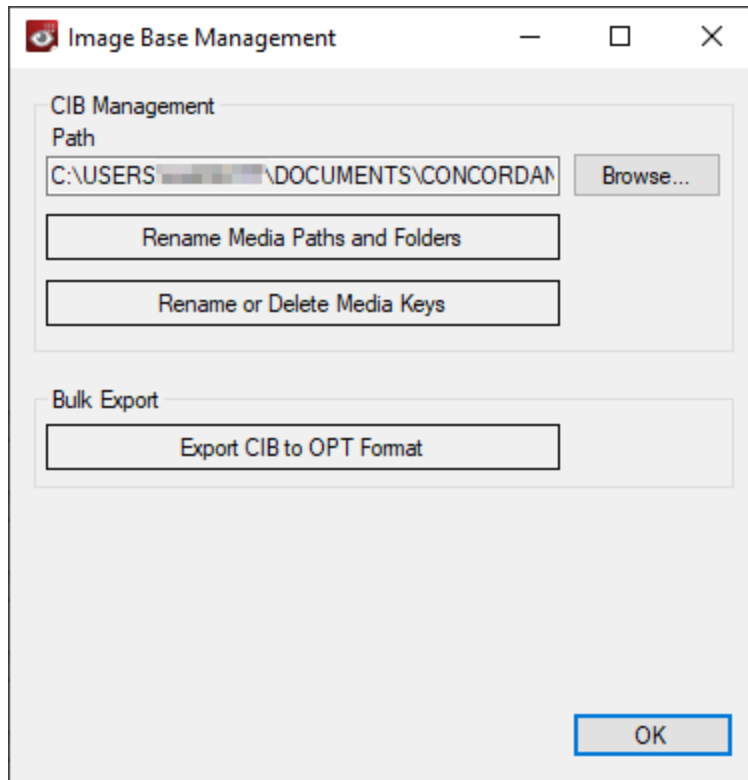 Image Base Management
CIB Management
Path
C:\USERS\ \DOCUMENTS\CONCORDAN
Browse...
Rename Media Paths and Folders
Rename or Delete Media Keys
Bulk Export
Export CIB to OPT Format
OK